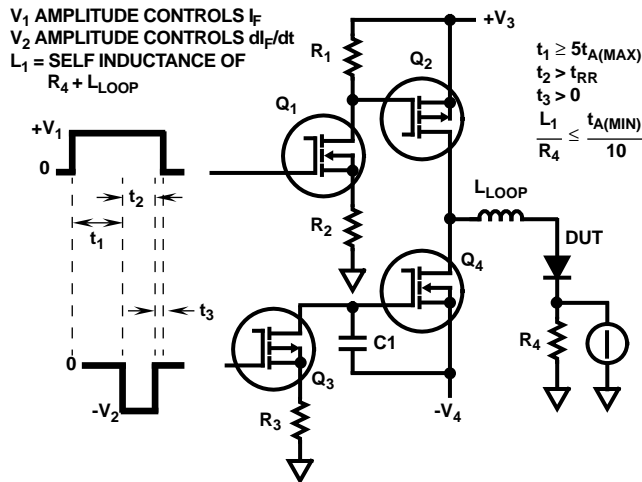 V1 AMPLITUDE CONTROLS IF
V2 AMPLITUDE CONTROLS dIF/dt
L1 = SELF INDUCTANCE OF
R4 + LLOOP
+V3
R1
Q2
t1 ≥ 5tA(MAX)
t2 > tRR
t3 > 0
L1/R4 ≤ tA(MIN)/10
Q1
+V1
0
t2
t1
R2
LLOOP
DUT
Q4
t3
0
C1
R4
Q3
-V2
R3
-V4